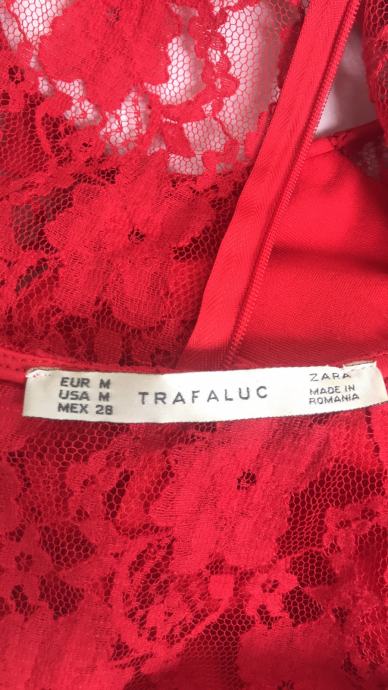 EUR M
USA M
MEX 28
TRAFALUC
ZARA
MADE IN
ROMANIA